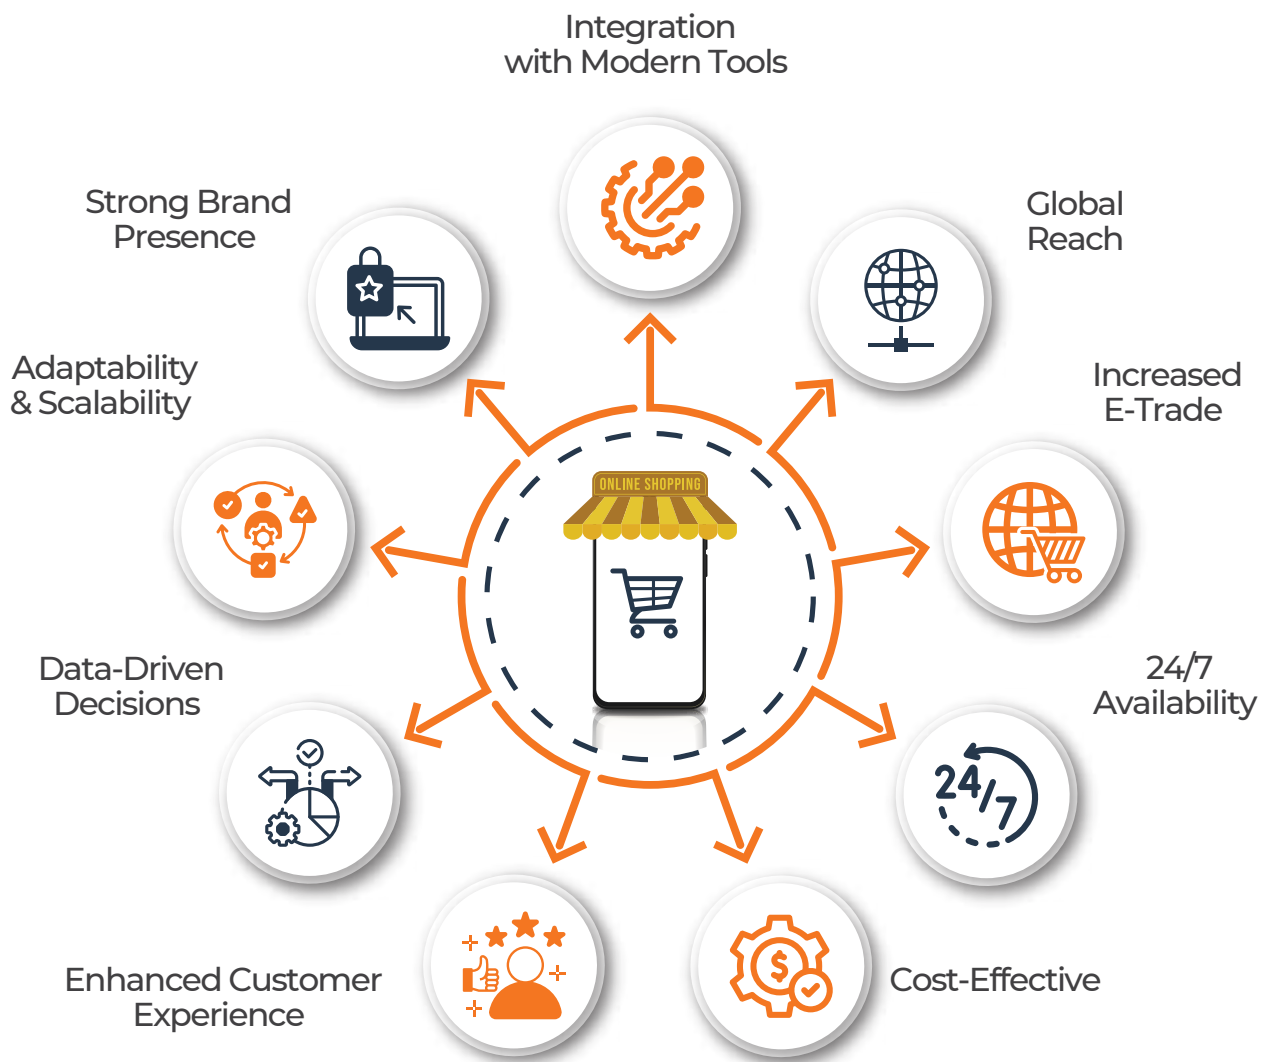 Integration
with Modern Tools
Strong Brand
Presence
Global
Reach
Adaptability
& Scalability
Increased
E-Trade
ONLINE SHOPPING
Data-Driven
Decisions
24/7
Availability
24/7
Enhanced Customer
Experience
$
Cost-Effective